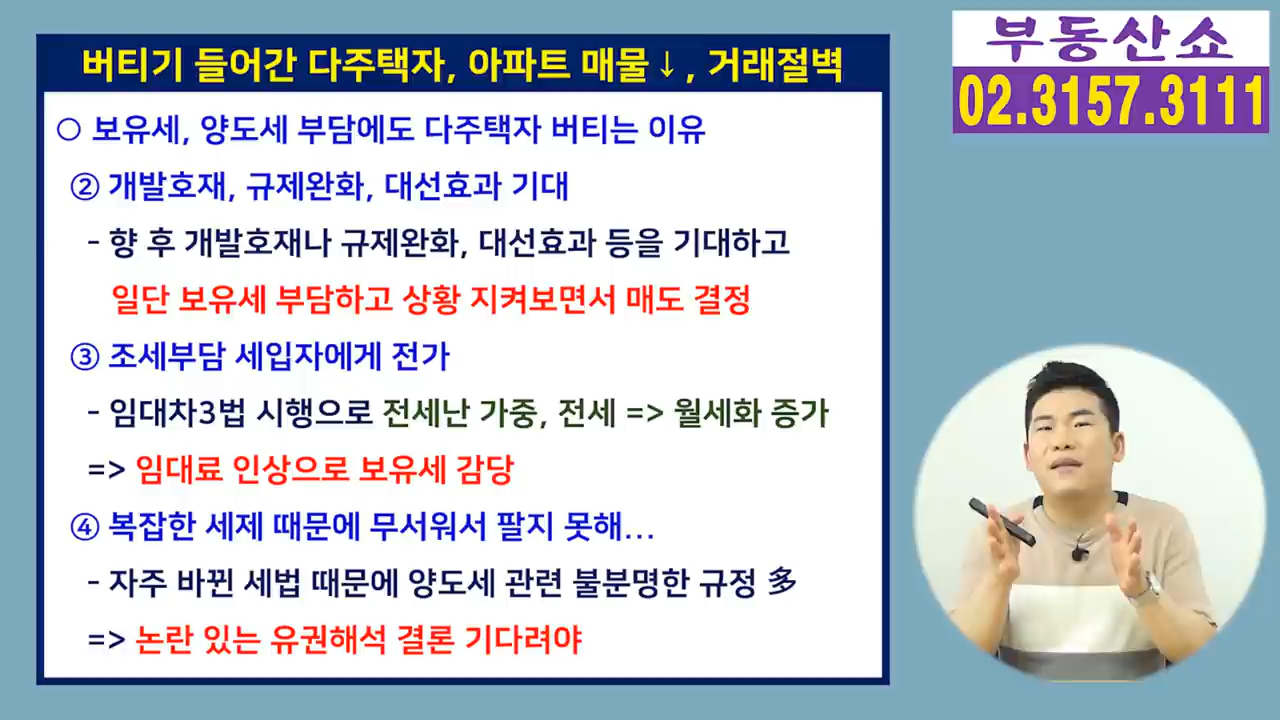 버티기 들어간 다주택자, 아파트 매물↓, 거래절벽
○ 보유세, 양도세 부담에도 다주택자 버티는 이유
② 개발호재, 규제완화, 대선효과 기대
- 향 후 개발호재나 규제완화, 대선효과 등을 기대하고
일단 보유세 부담하고 상황 지켜보면서 매도 결정
③ 조세부담 세입자에게 전가
- 임대차3법 시행으로 전세난 가중, 전세 => 월세화 증가
=> 임대료 인상으로 보유세 감당
④ 복잡한 세제 때문에 무서워서 팔지 못해...
- 자주 바뀐 세법 때문에 양도세 관련 불분명한 규정 多
=> 논란 있는 유권해석 결론 기다려야
부동산쇼
02.3157.3111